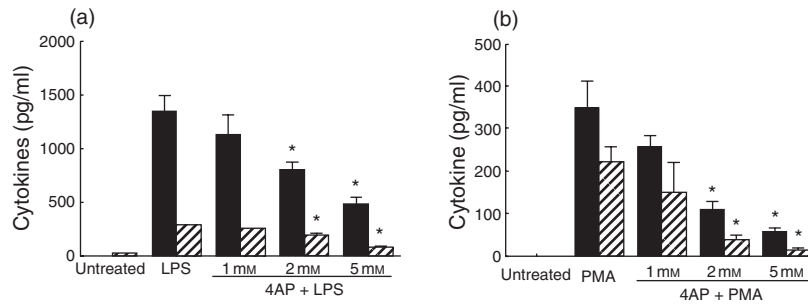 (a)
Cytokines (pg/ml)
2000
1500
1000
500
0
* *
* *
Untreated LPS 1 mM 2 mM 5 mM
4AP + LPS
(b)
Cytokine (pg/ml)
500
400
300
200
100
0
* *
* *
Untreated PMA 1 mM 2 mM 5 mM
4AP + PMA